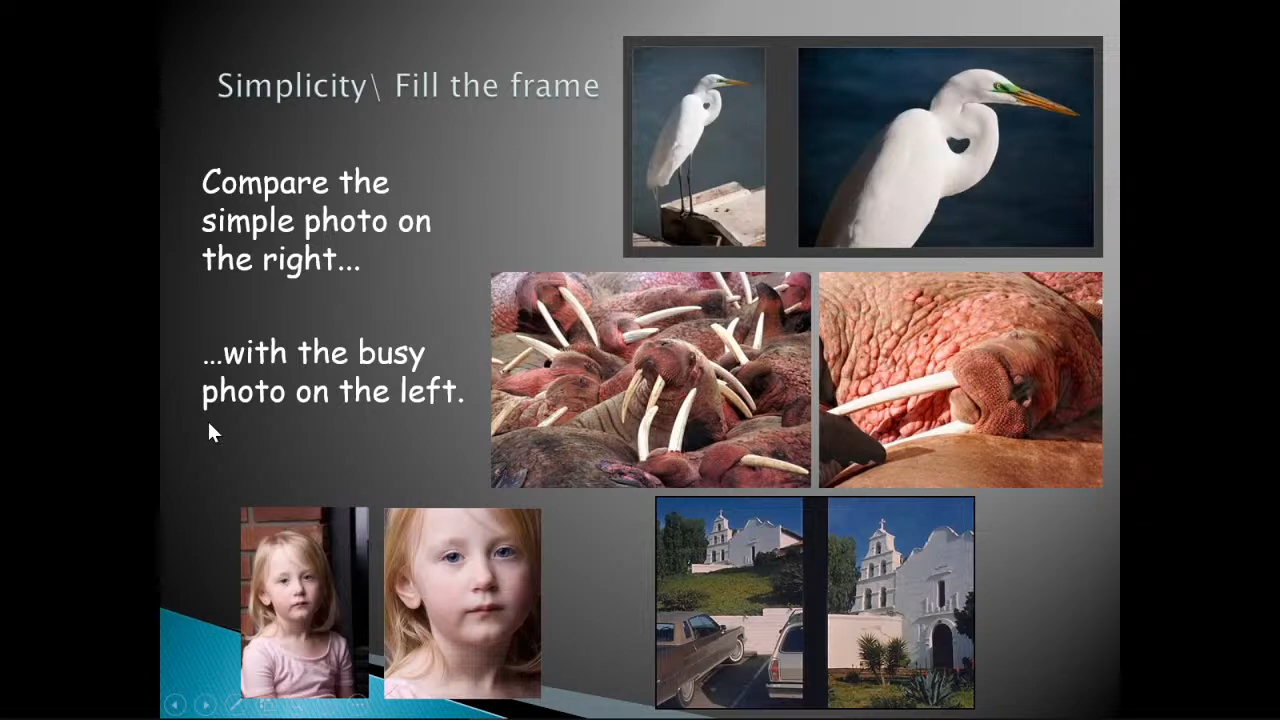 Simplicity\ Fill the frame
Compare the
simple photo on
the right...
...with the busy
photo on the left.